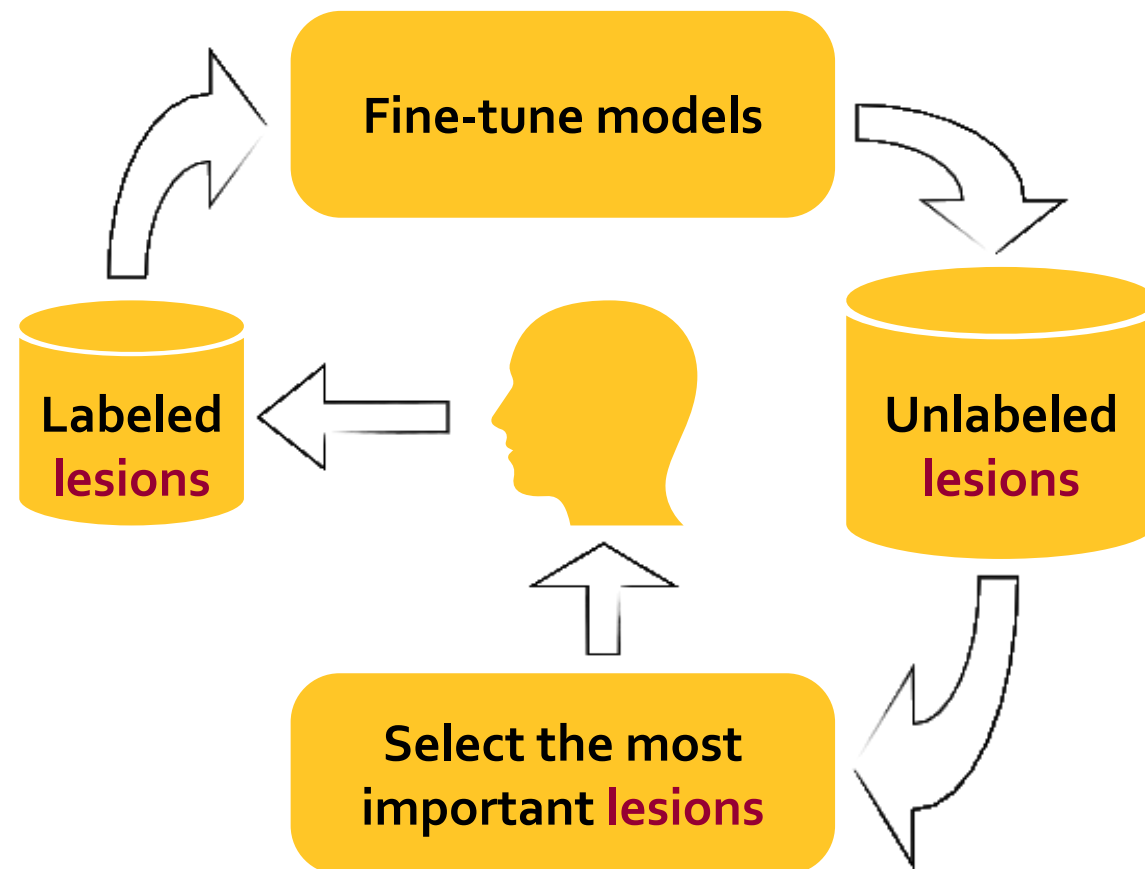 Fine-tune models
Labeled
lesions
Unlabeled
lesions
Select the most
important lesions